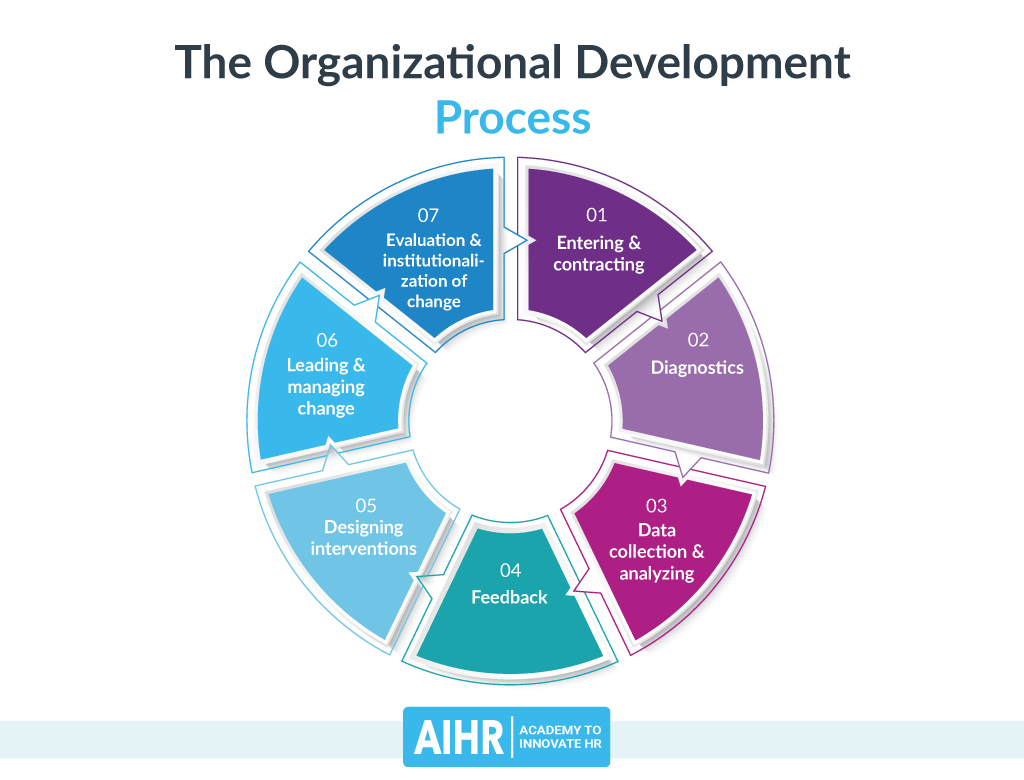 The Organizational Development
Process
01
Entering &
contracting
02
Diagnostics
03
Data
collection &
analyzing
04
Feedback
05
Designing
interventions
06
Leading &
managing
change
07
Evaluation &
institutionali-
zation of
change
AIHR
ACADEMY TO
INNOVATE HR